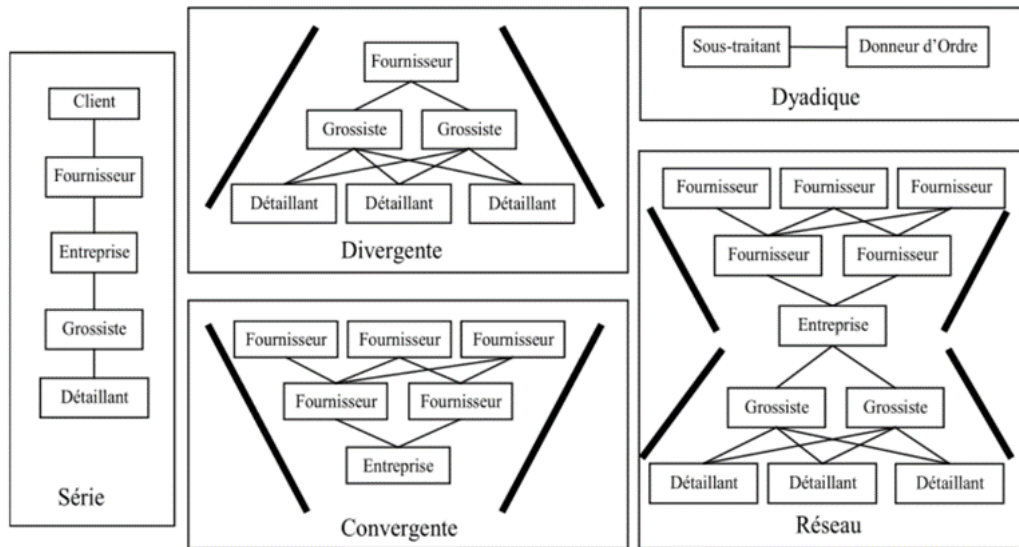 Client
Fournisseur
Entreprise
Grossiste
Détaillant
Série
Fournisseur
Grossiste Grossiste
Détaillant Détaillant Détaillant
Divergente
Fournisseur Fournisseur Fournisseur
Fournisseur Fournisseur
Entreprise
Convergente
Sous-traitant Donneur d'Ordre
Dyadique
Fournisseur Fournisseur Fournisseur
Fournisseur Fournisseur
Entreprise
Grossiste Grossiste
Détaillant Détaillant Détaillant
Réseau